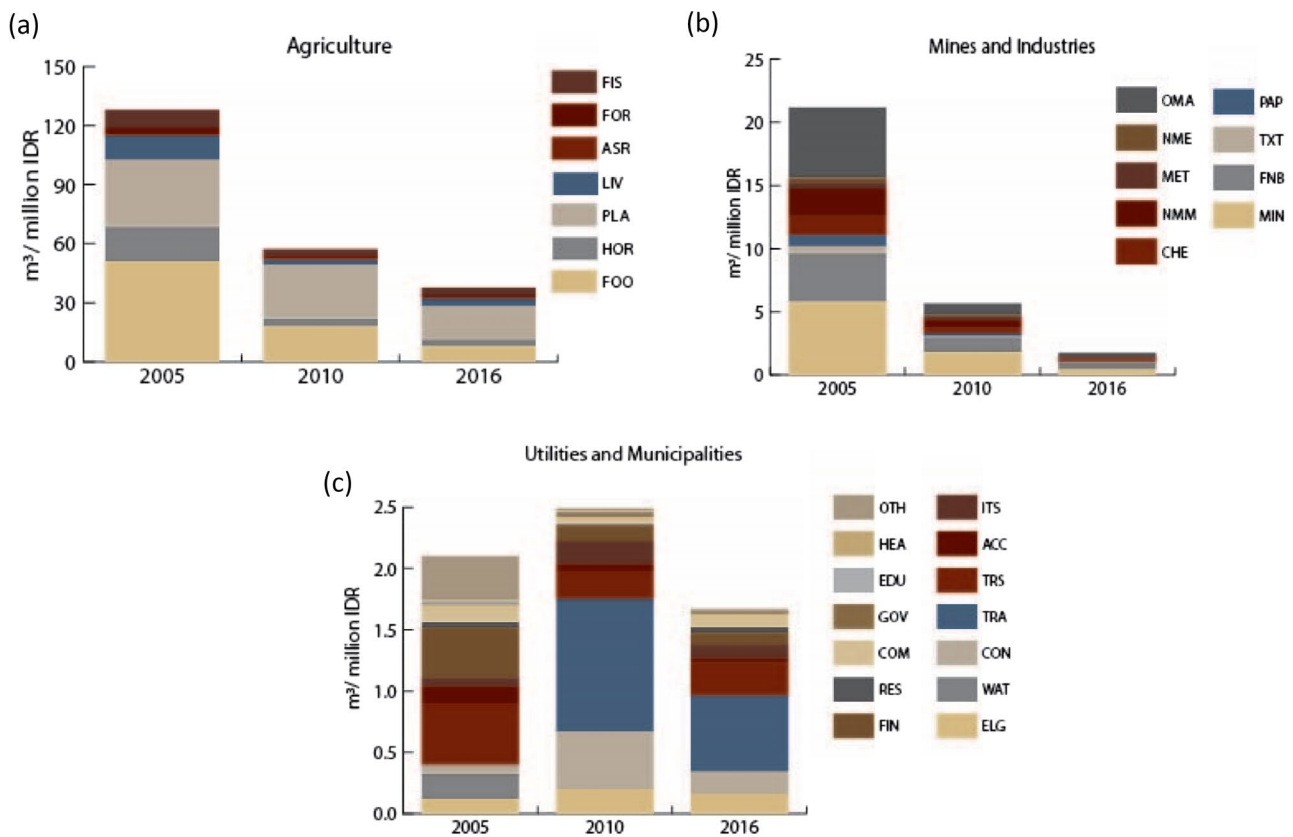 (a)
Agriculture
m³/ million IDR
150
120
90
60
30
0
2005 2010 2016
FIS
FOR
ASR
LIV
PLA
HOR
FOO
(b)
Mines and Industries
m³/ million IDR
25
20
15
10
5
0
2005 2010 2016
OMA PAP
NME TXT
MET FNB
NMM MIN
CHE
(c)
Utilities and Municipalities
m³/ million IDR
2.5
2.0
1.5
1.0
0.5
0.0
2005 2010 2016
OTH ITS
HEA ACC
EDU TRS
GOV TRA
COM CON
RES WAT
FIN ELG